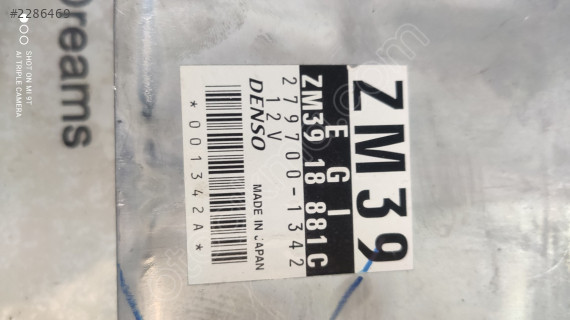 #2286469
SHOT ON MI 9T
AI TRIPLE CAMERA
Dreams
ZM39
EGI
ZM39 18 881C
279700-1342
12V
DENSO MADE IN JAPAN
*001342A*